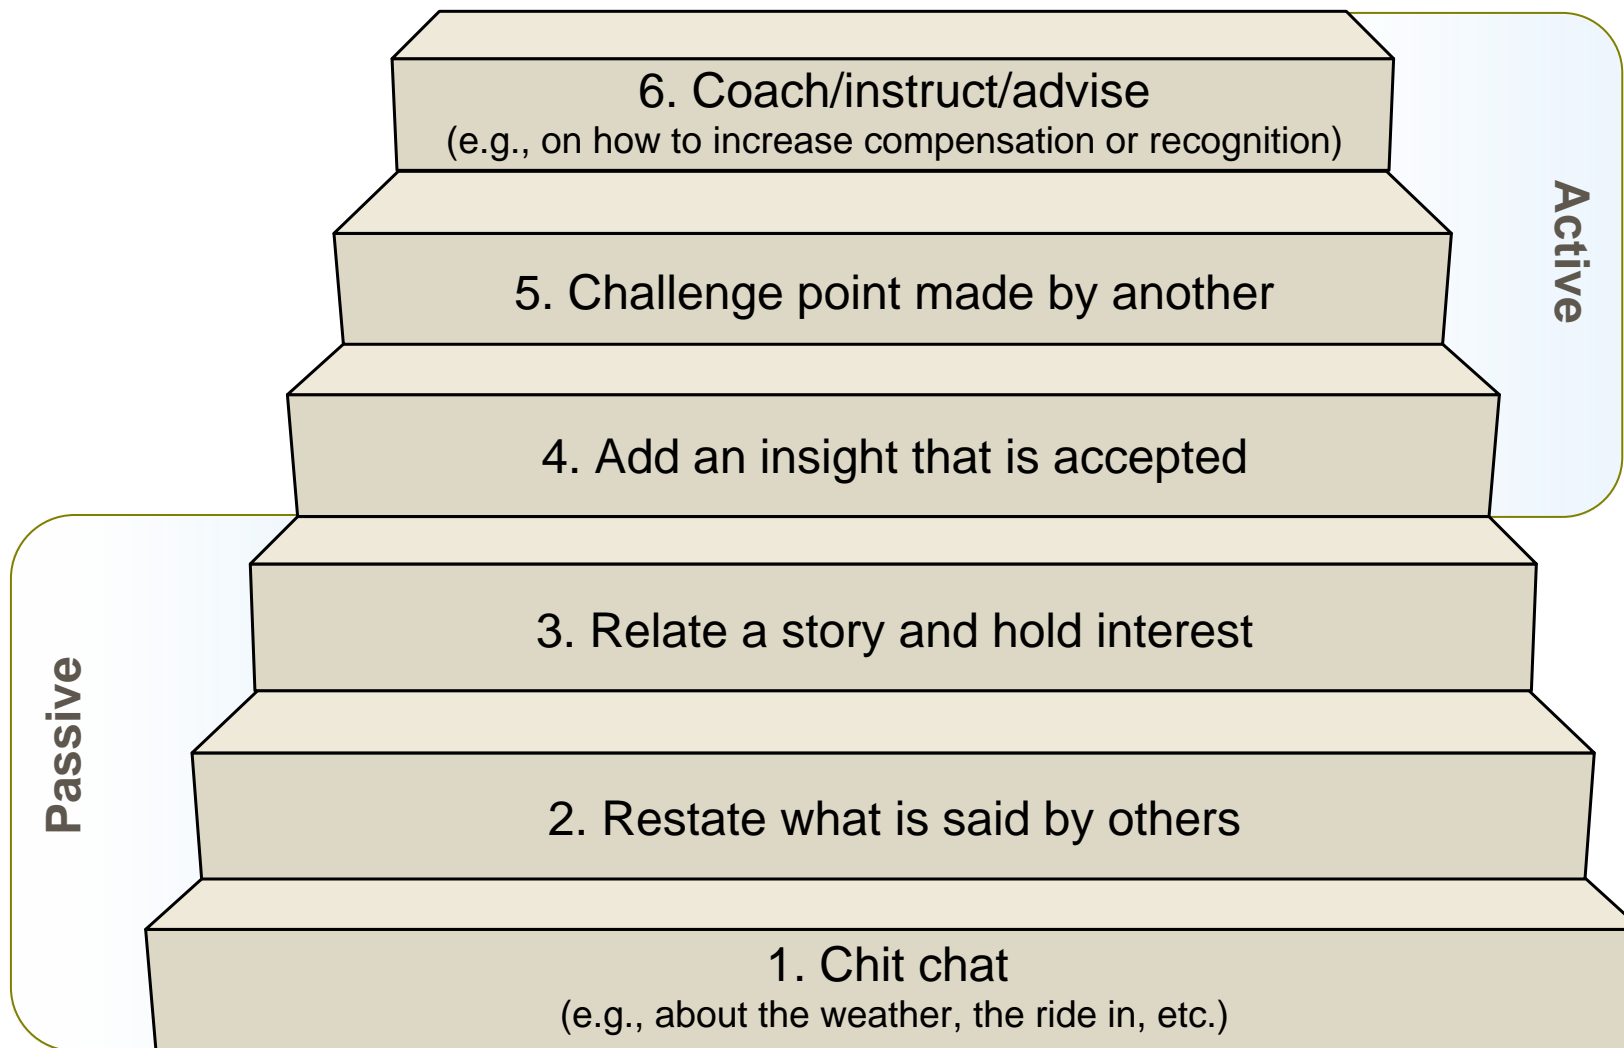 6. Coach/instruct/advise
(e.g., on how to increase compensation or recognition)
Active
5. Challenge point made by another
4. Add an insight that is accepted
3. Relate a story and hold interest
Passive
2. Restate what is said by others
1. Chit chat
(e.g., about the weather, the ride in, etc.)